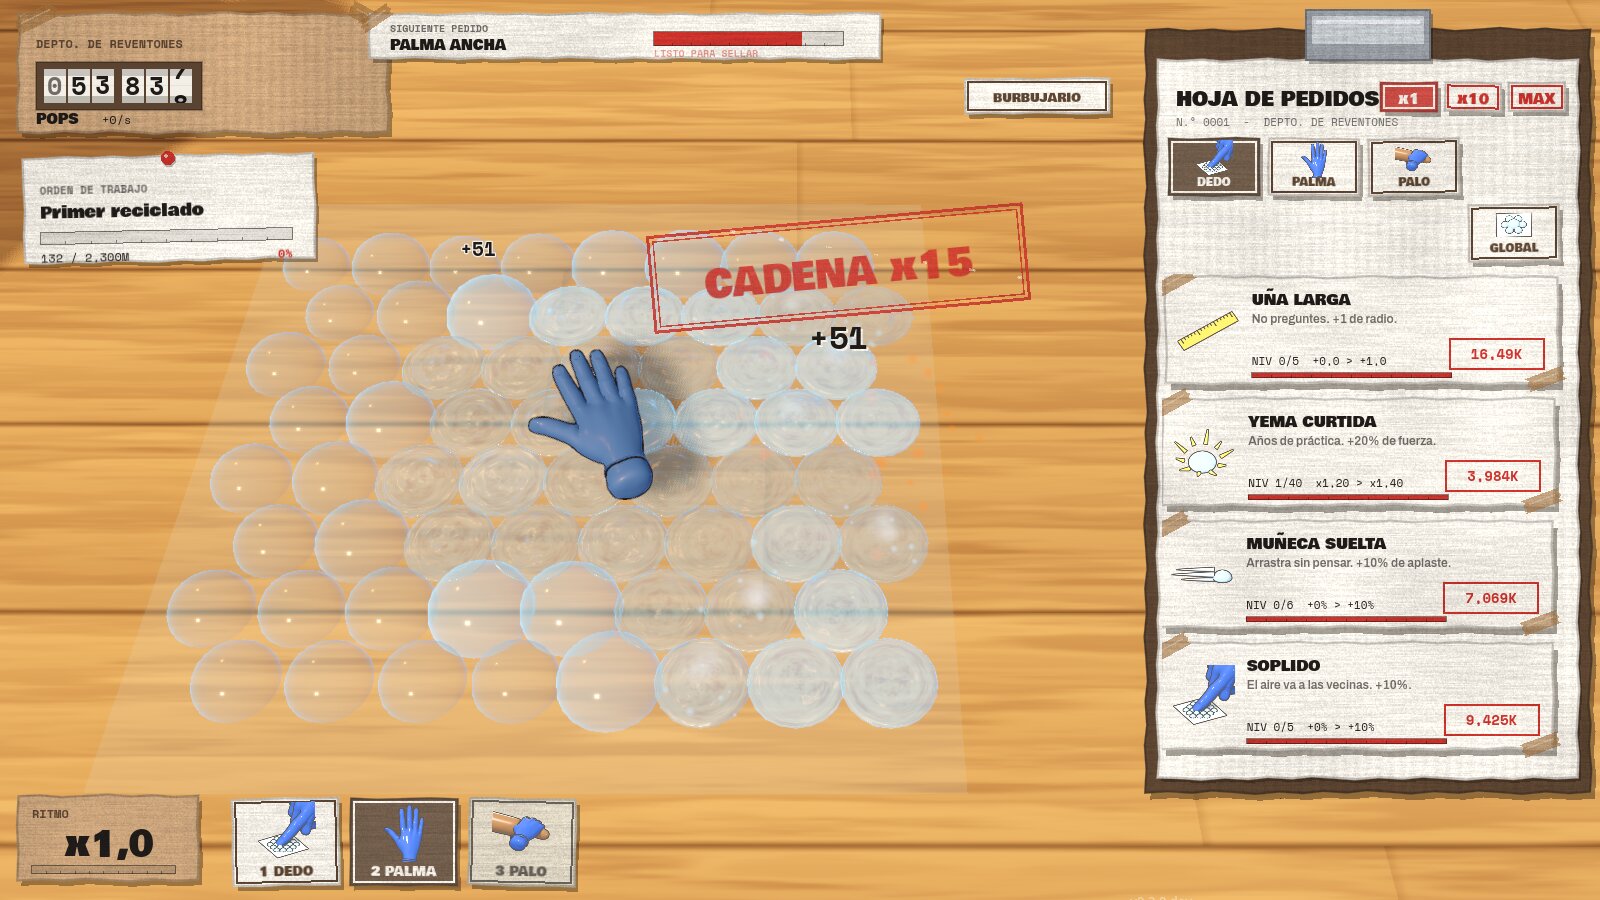 DEPTO. DE REVENTONES
05383
POPS +0/s
SIGUIENTE PEDIDO
PALMA ANCHA
LISTO PARA SELLAR
BURBUJARIO
ORDEN DE TRABAJO
Primer reciclado
132 / 2,300M 0%
+51
CADENA x15
+51
HOJA DE PEDIDOS x1 x10 MAX
N.° 0001 - DEPTO. DE REVENTONES
DEDO PALMA PALO
GLOBAL
UÑA LARGA
No preguntes. +1 de radio.
NIV 0/5 +0,0 > +1,0 16,49K
YEMA CURTIDA
Años de práctica. +20% de fuerza.
NIV 1/40 x1,20 > x1,40 3,984K
MUÑECA SUELTA
Arrastra sin pensar. +10% de aplaste.
NIV 0/6 +0% > +10% 7,069K
SOPLIDO
El aire va a las vecinas. +10%.
NIV 0/5 +0% > +10% 9,425K
RITMO
x1,0
1 DEDO 2 PALMA 3 PALO